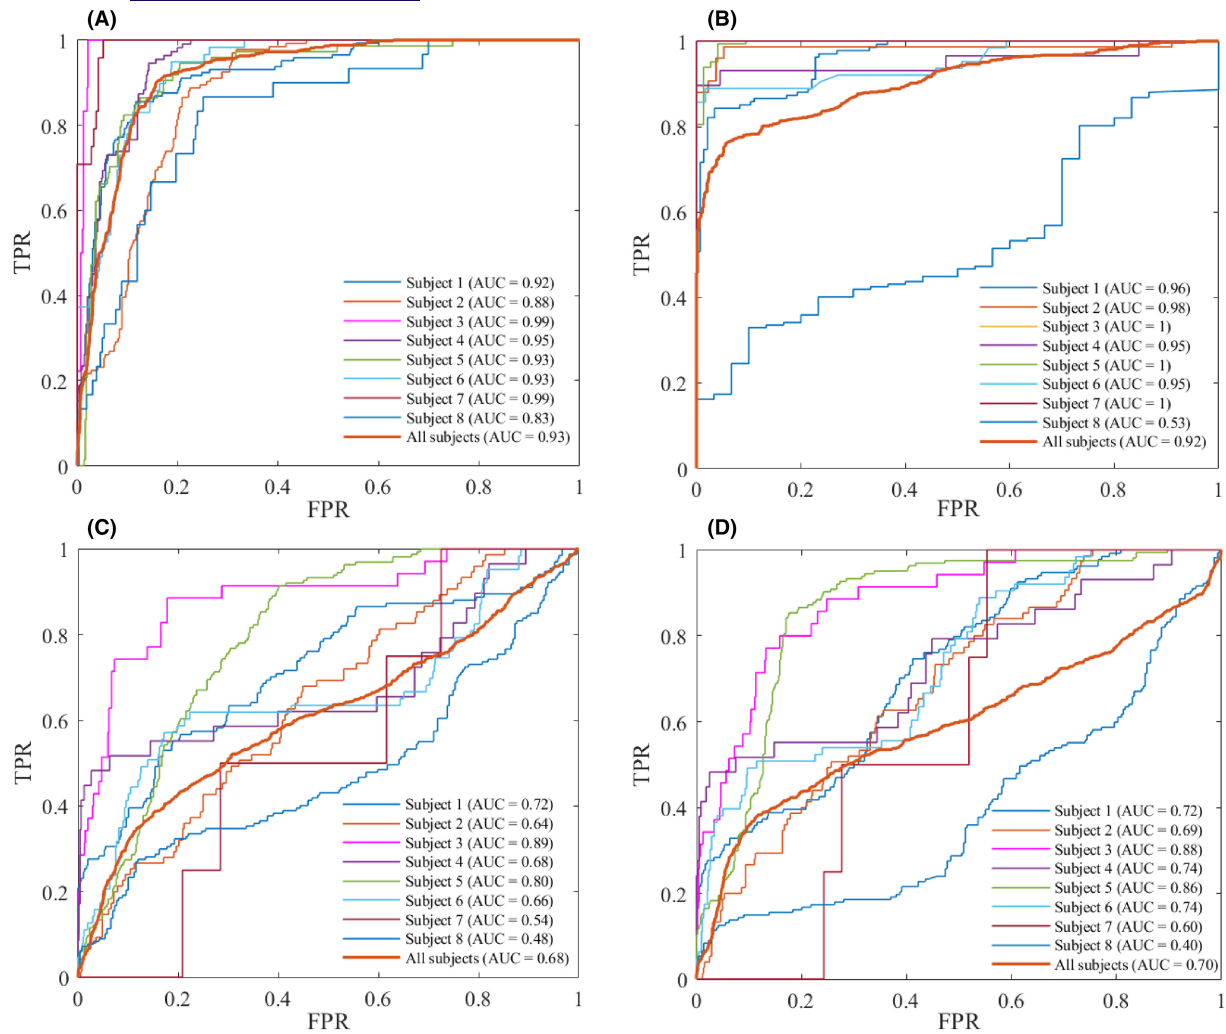 (A)
1
0.8
0.6
0.4
0.2
0
TPR
Subject 1 (AUC = 0.92)
Subject 2 (AUC = 0.88)
Subject 3 (AUC = 0.99)
Subject 4 (AUC = 0.95)
Subject 5 (AUC = 0.93)
Subject 6 (AUC = 0.93)
Subject 7 (AUC = 0.99)
Subject 8 (AUC = 0.83)
All subjects (AUC = 0.93)
0 0.2 0.4 0.6 0.8 1
FPR
(B)
1
0.8
0.6
0.4
0.2
0
TPR
Subject 1 (AUC = 0.96)
Subject 2 (AUC = 0.98)
Subject 3 (AUC = 1)
Subject 4 (AUC = 0.95)
Subject 5 (AUC = 1)
Subject 6 (AUC = 0.95)
Subject 7 (AUC = 1)
Subject 8 (AUC = 0.53)
All subjects (AUC = 0.92)
0 0.2 0.4 0.6 0.8 1
FPR
(C)
1
0.8
0.6
0.4
0.2
0
TPR
Subject 1 (AUC = 0.72)
Subject 2 (AUC = 0.64)
Subject 3 (AUC = 0.89)
Subject 4 (AUC = 0.68)
Subject 5 (AUC = 0.80)
Subject 6 (AUC = 0.66)
Subject 7 (AUC = 0.54)
Subject 8 (AUC = 0.48)
All subjects (AUC = 0.68)
0 0.2 0.4 0.6 0.8 1
FPR
(D)
1
0.8
0.6
0.4
0.2
0
TPR
Subject 1 (AUC = 0.72)
Subject 2 (AUC = 0.69)
Subject 3 (AUC = 0.88)
Subject 4 (AUC = 0.74)
Subject 5 (AUC = 0.86)
Subject 6 (AUC = 0.74)
Subject 7 (AUC = 0.60)
Subject 8 (AUC = 0.40)
All subjects (AUC = 0.70)
0 0.2 0.4 0.6 0.8 1
FPR